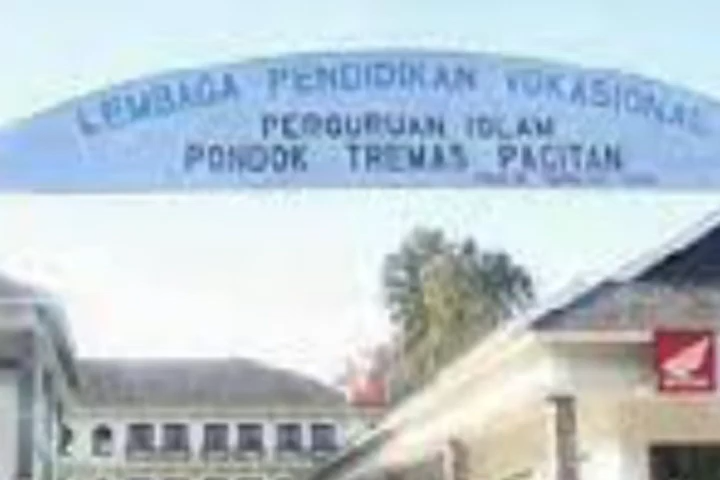 LEMBAGA PENDIDIKAN VOKASIONAL
PERGURUAN ISLAM
PONDOK TREMAS PACITAN